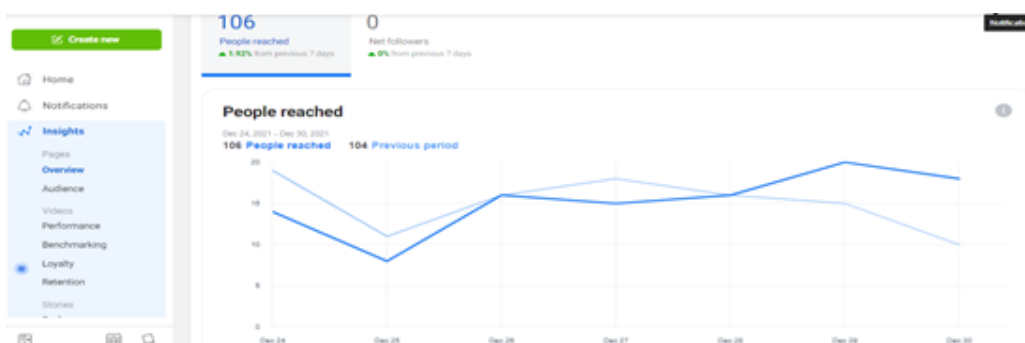 106
People reached
1.92% from previous 7 days
0
Net followers
0% from previous 7 days
Create new
Home
Notifications
Insights
Pages
Overview
Audience
Videos
Performance
Benchmarking
Loyalty
Retention
Stories
People reached
Dec 24, 2021 - Dec 30, 2021
106 People reached 104 Previous period
20
15
10
5
0
Dec 24 Dec 25 Dec 26 Dec 27 Dec 28 Dec 29 Dec 30